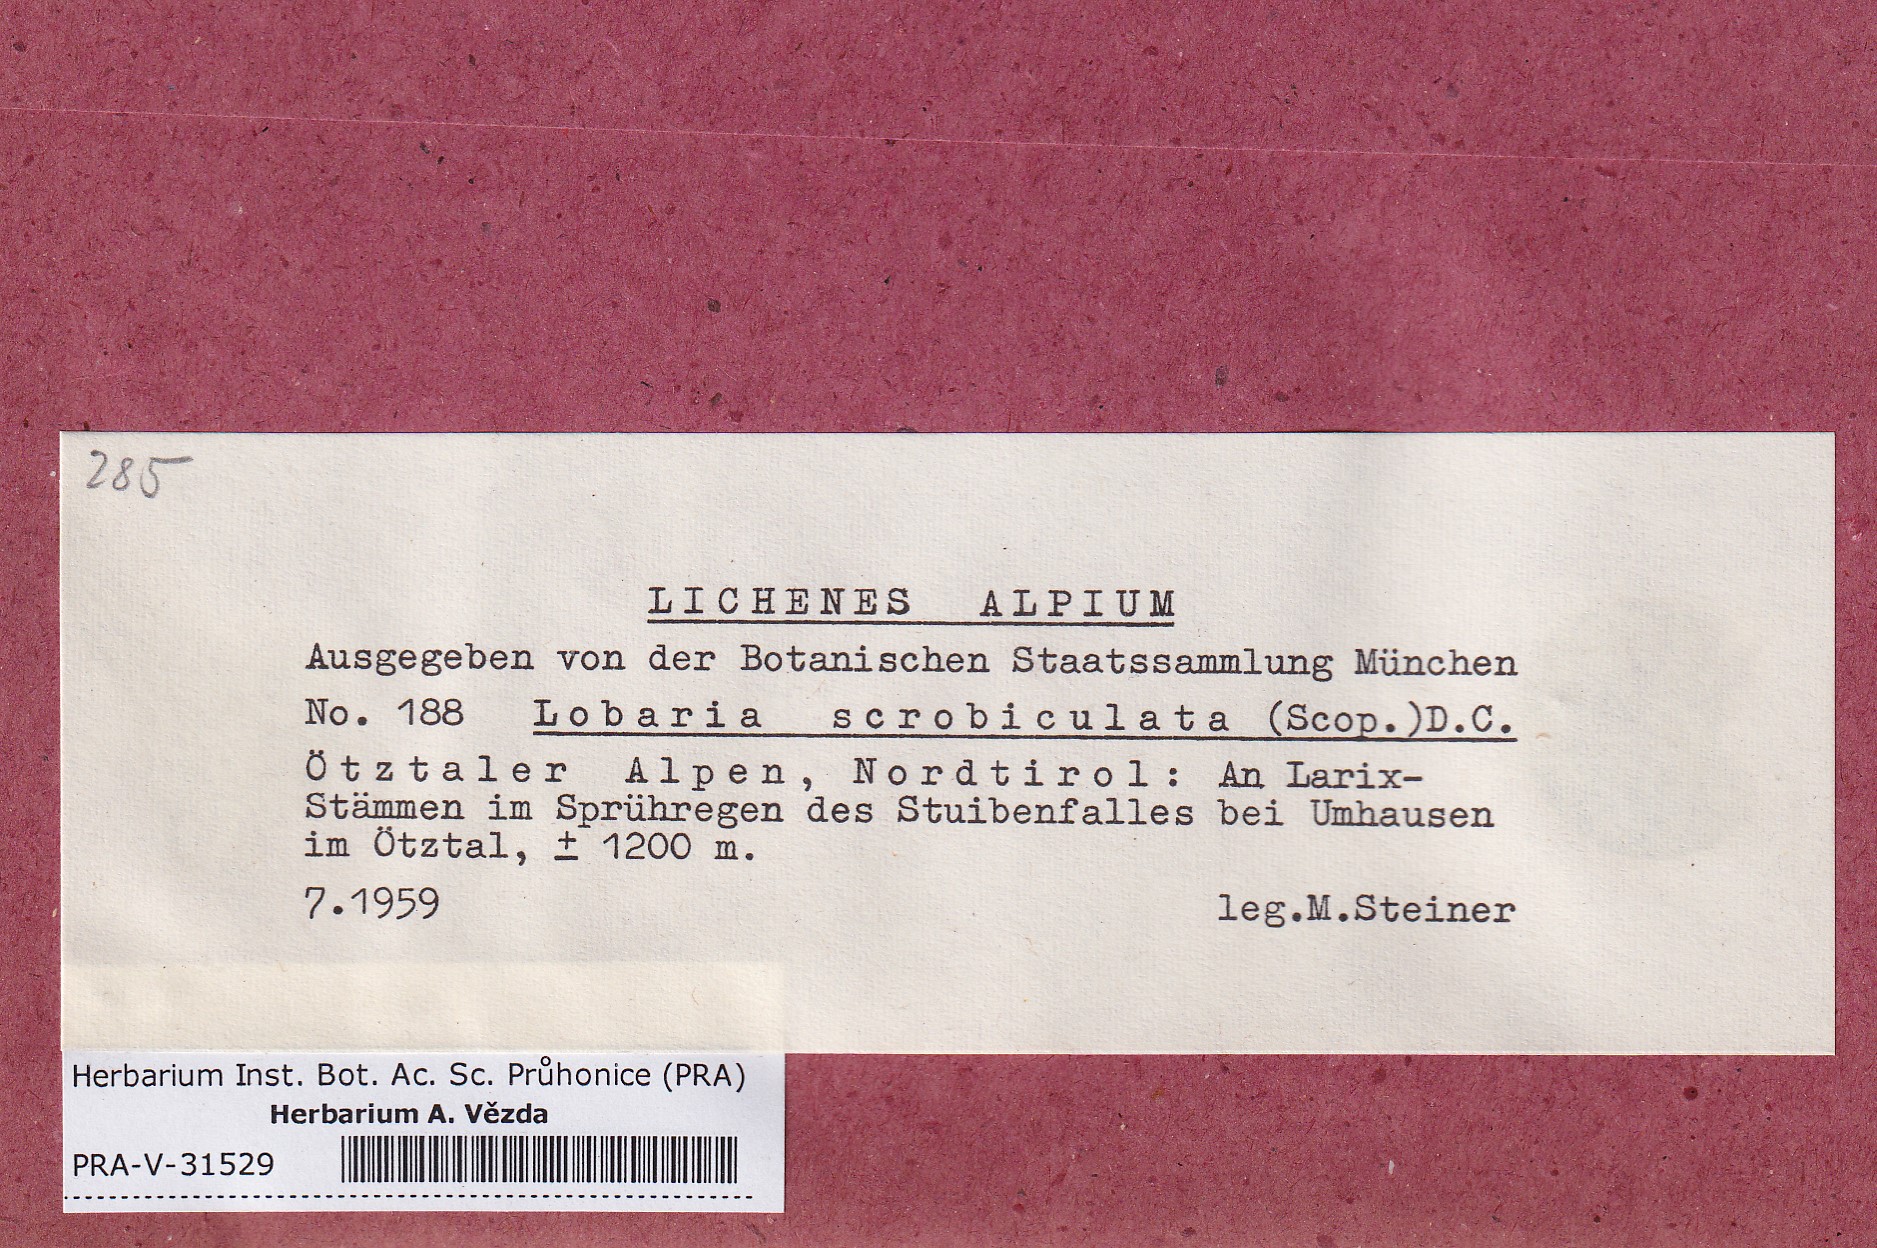 285
LICHENES ALPIUM
Ausgegeben von der Botanischen Staatssammlung München
No. 188 Lobaria scrobiculata (Scop.)D.C.
Ötztaler Alpen, Nordtirol: An Larix-
Stämmen im Sprühregen des Stuibenfalles bei Umhausen
im Ötztal, ± 1200 m.
7.1959 leg.M.Steiner
Herbarium Inst. Bot. Ac. Sc. Průhonice (PRA)
Herbarium A. Vězda
PRA-V-31529